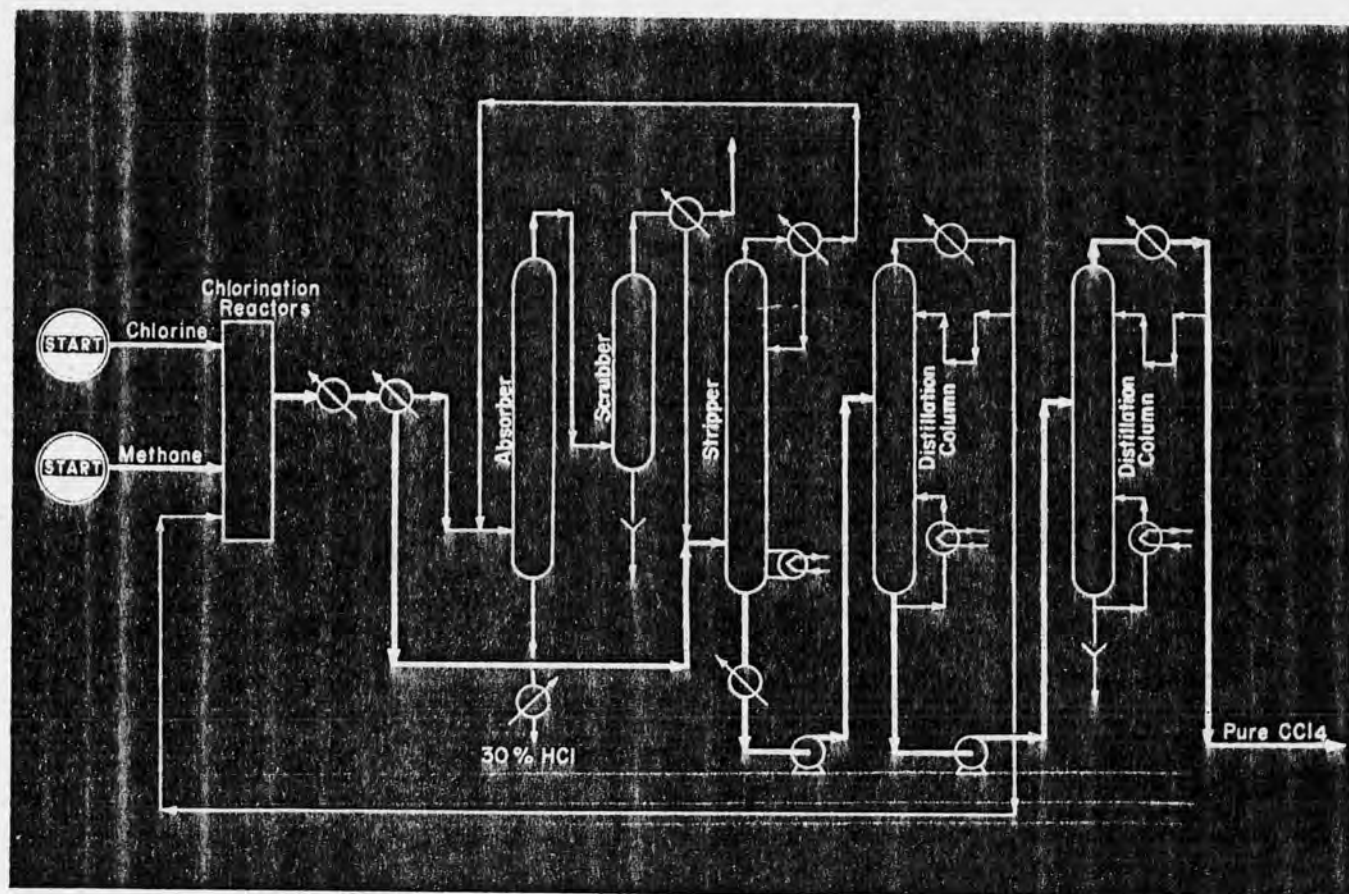 Chlorination
Reactors
START
Chlorine
START
Methane
Absorber
Scrubber
Stripper
Distillation
Column
Distillation
Column
30% HCl
Pure CCl4